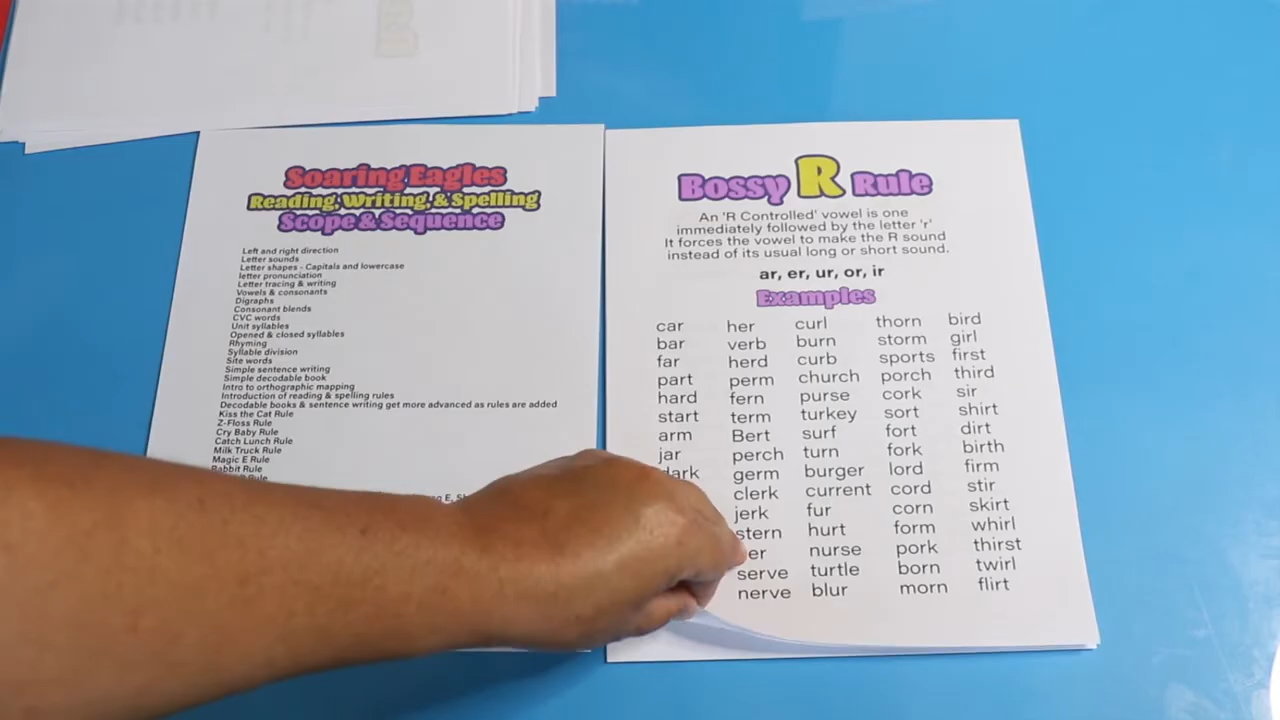 Soaring Eagles
Reading, Writing, & Spelling
Scope & Sequence
Left and right direction
Letter sounds
Letter shapes - Capitals and lowercase
letter pronunciation
Letter tracing & writing
Vowels & consonants
Digraphs
Consonant blends
CVC words
Unit syllables
Opened & closed syllables
Rhyming
Syllable division
Site words
Simple sentence writing
Simple decodable book
Intro to orthographic mapping
Introduction of reading & spelling rules
Decodable books & sentence writing get more advanced as rules are added
Kiss the Cat Rule
Z-Floss Rule
Cry Baby Rule
Catch Lunch Rule
Milk Truck Rule
Magic E Rule
Rabbit Rule
Bossy R Rule
An 'R Controlled' vowel is one
immediately followed by the letter 'r'
It forces the vowel to make the R sound
instead of its usual long or short sound.
ar, er, ur, or, ir
Examples
car her curl thorn bird
bar verb burn storm girl
far herd curb sports first
part perm church porch third
hard fern purse cork sir
start term turkey sort shirt
arm Bert surf fort dirt
jar perch turn fork birth
dark germ burger lord firm
clerk current cord stir
jerk fur corn skirt
stern hurt form whirl
nurse pork thirst
serve turtle born twirl
nerve blur morn flirt